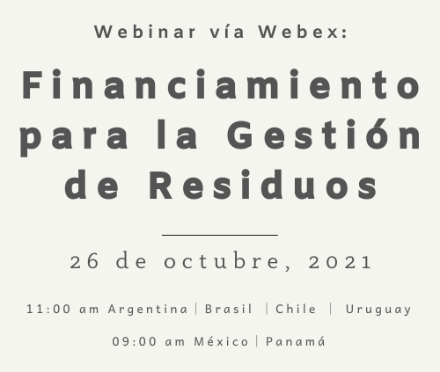 Webinar vía Webex:
Financiamiento
para la Gestión
de Residuos
26 de octubre, 2021
11:00 am Argentina | Brasil | Chile | Uruguay
09:00 am México | Panamá